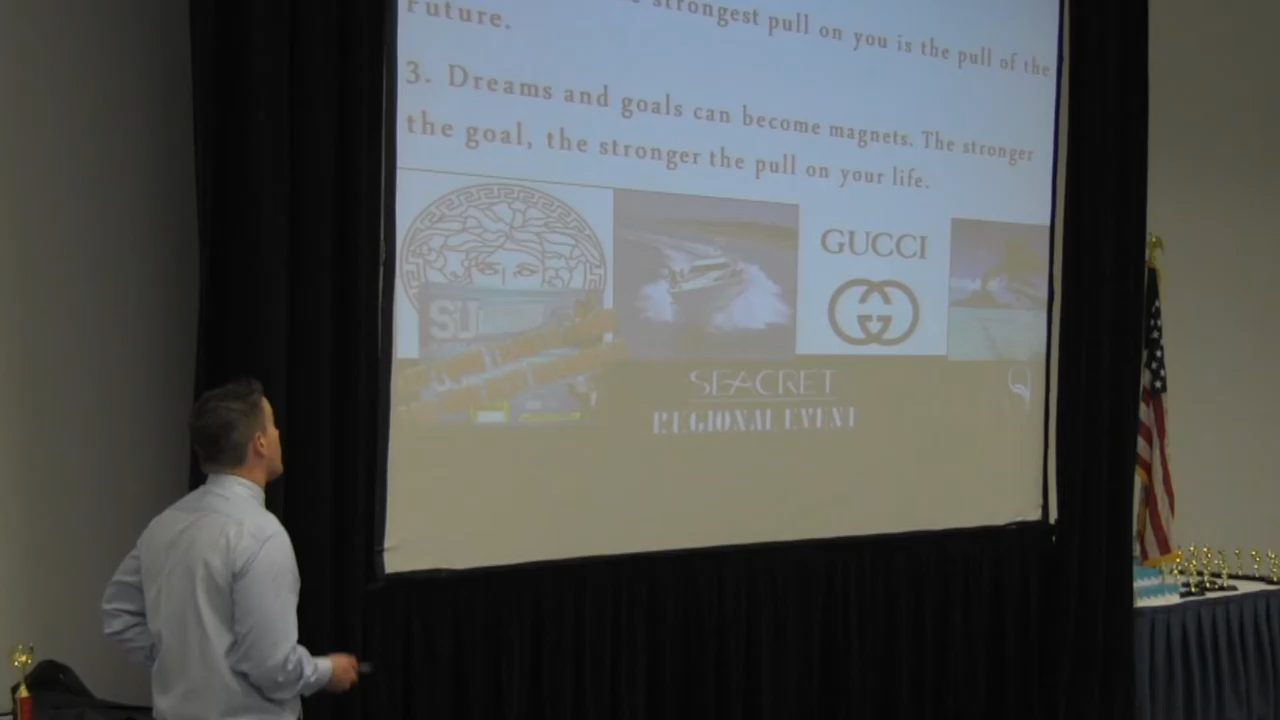 strongest pull on you is the pull of the
Future.
3. Dreams and goals can become magnets. The stronger
the goal, the stronger the pull on your life.
GUCCI
SU
SEACRET
REGIONAL EVENT